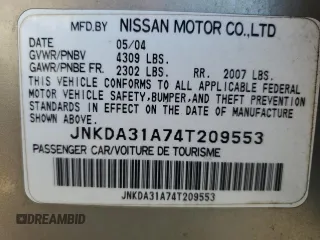 MFD.BY NISSAN MOTOR CO.,LTD
DATE 05/04
GVWR/PNBV 4309 LBS.
GAWR/PNBE FR. 2302 LBS. RR. 2007 LBS.
THIS VEHICLE CONFORMS TO ALL APPLICABLE FEDERAL
MOTOR VEHICLE SAFETY,BUMPER,AND THEFT PREVENTION
STANDARDS IN EFFECT ON THE DATE OF MANUFACTURE
SHOWN ABOVE.
JNKDA31A74T209553
PASSENGER CAR/VOITURE DE TOURISME
JNKDA31A74T209553
DREAMBID